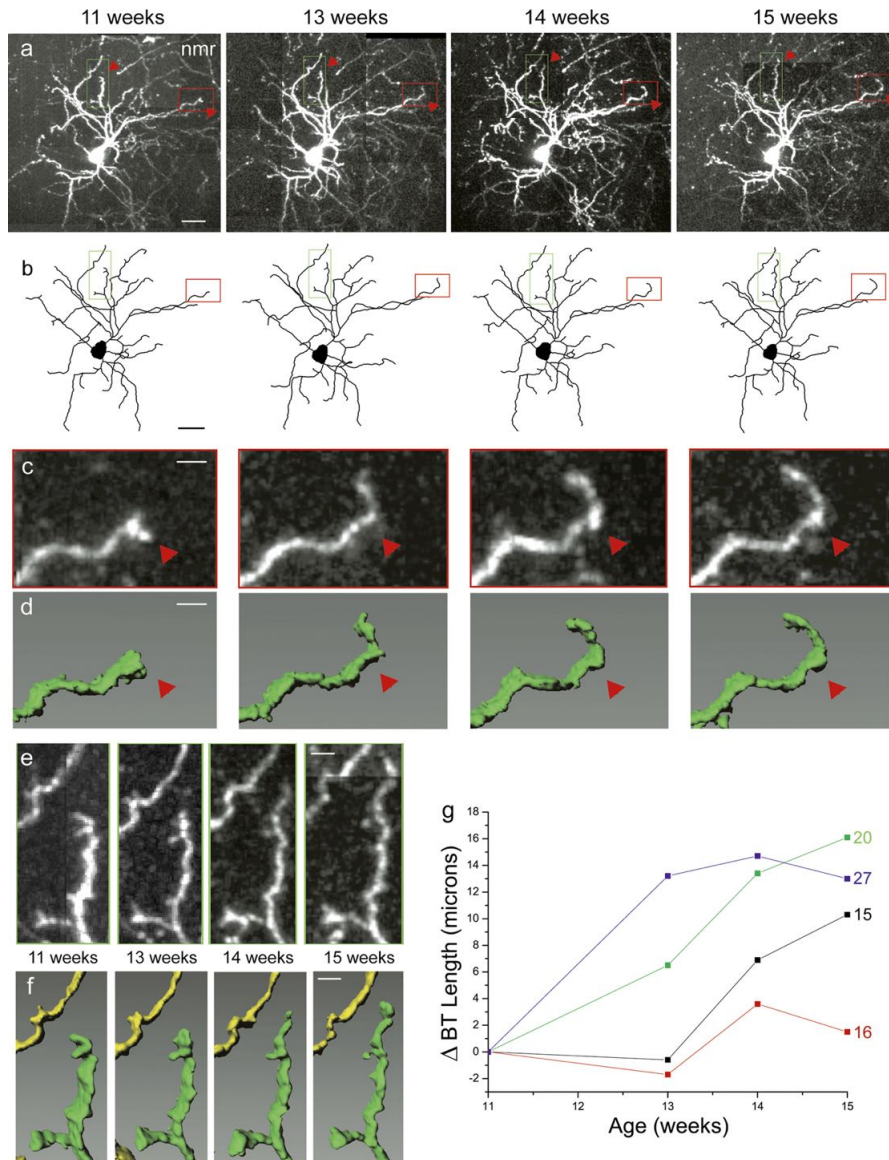 11 weeks 13 weeks 14 weeks 15 weeks
a nmr
b
c
d
e
11 weeks 13 weeks 14 weeks 15 weeks
f
g
Δ BT Length (microns)
18
16
14
12
10
8
6
4
2
0
-2
20
27
15
16
11 12 13 14 15
Age (weeks)